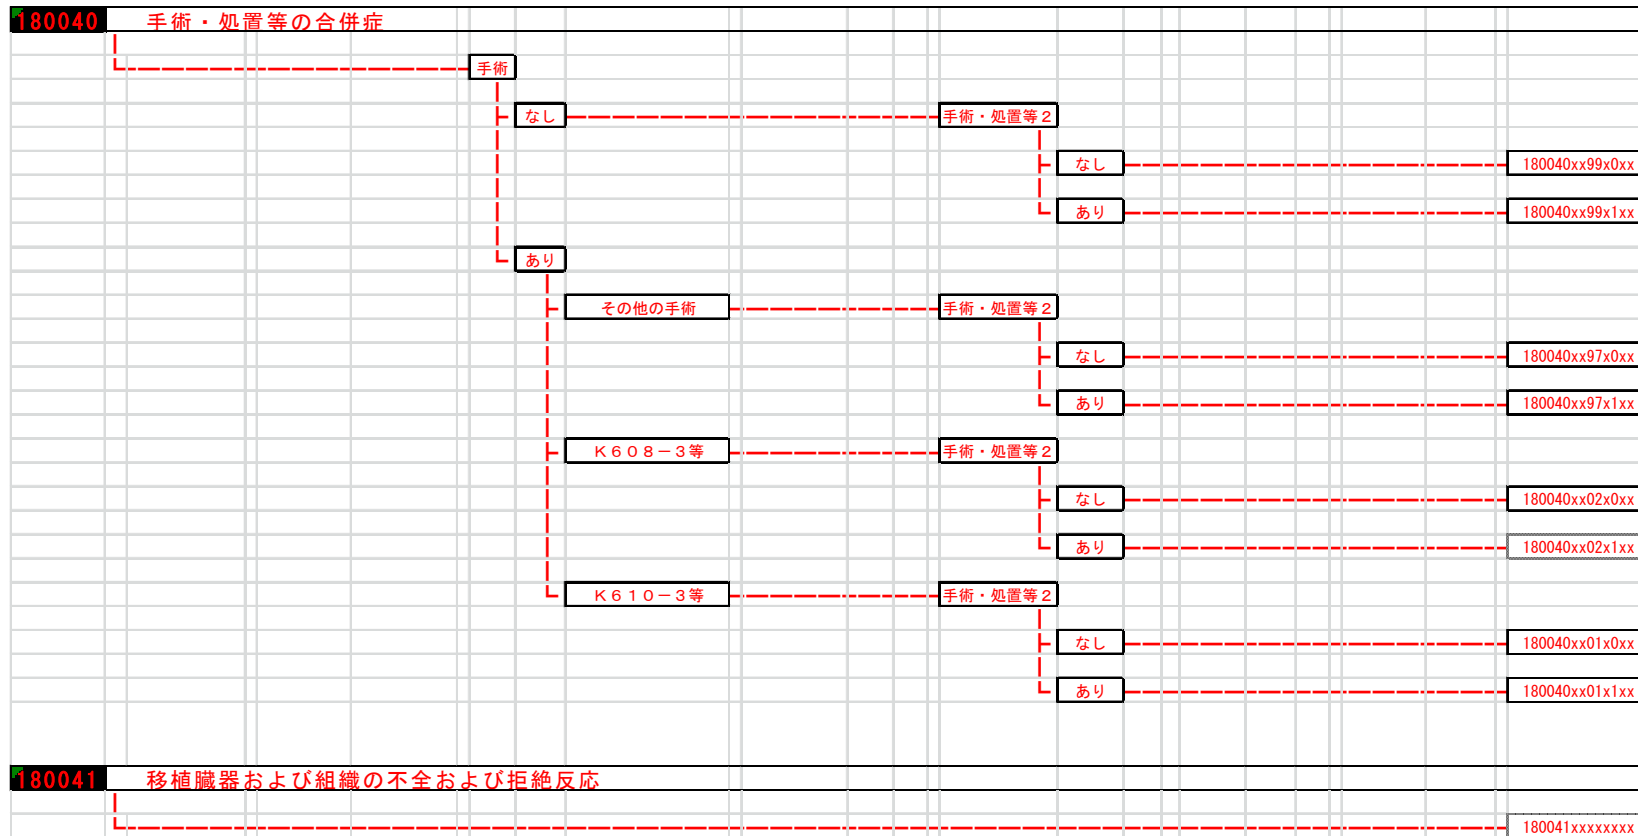 180040 手術・処置等の合併症
手術
なし 手術・処置等２
なし 180040xx99x0xx
あり 180040xx99x1xx
あり
その他の手術 手術・処置等２
なし 180040xx97x0xx
あり 180040xx97x1xx
Ｋ６０８－３等 手術・処置等２
なし 180040xx02x0xx
あり 180040xx02x1xx
Ｋ６１０－３等 手術・処置等２
なし 180040xx01x0xx
あり 180040xx01x1xx
180041 移植臓器および組織の不全および拒絶反応
180041xxxxxxxx